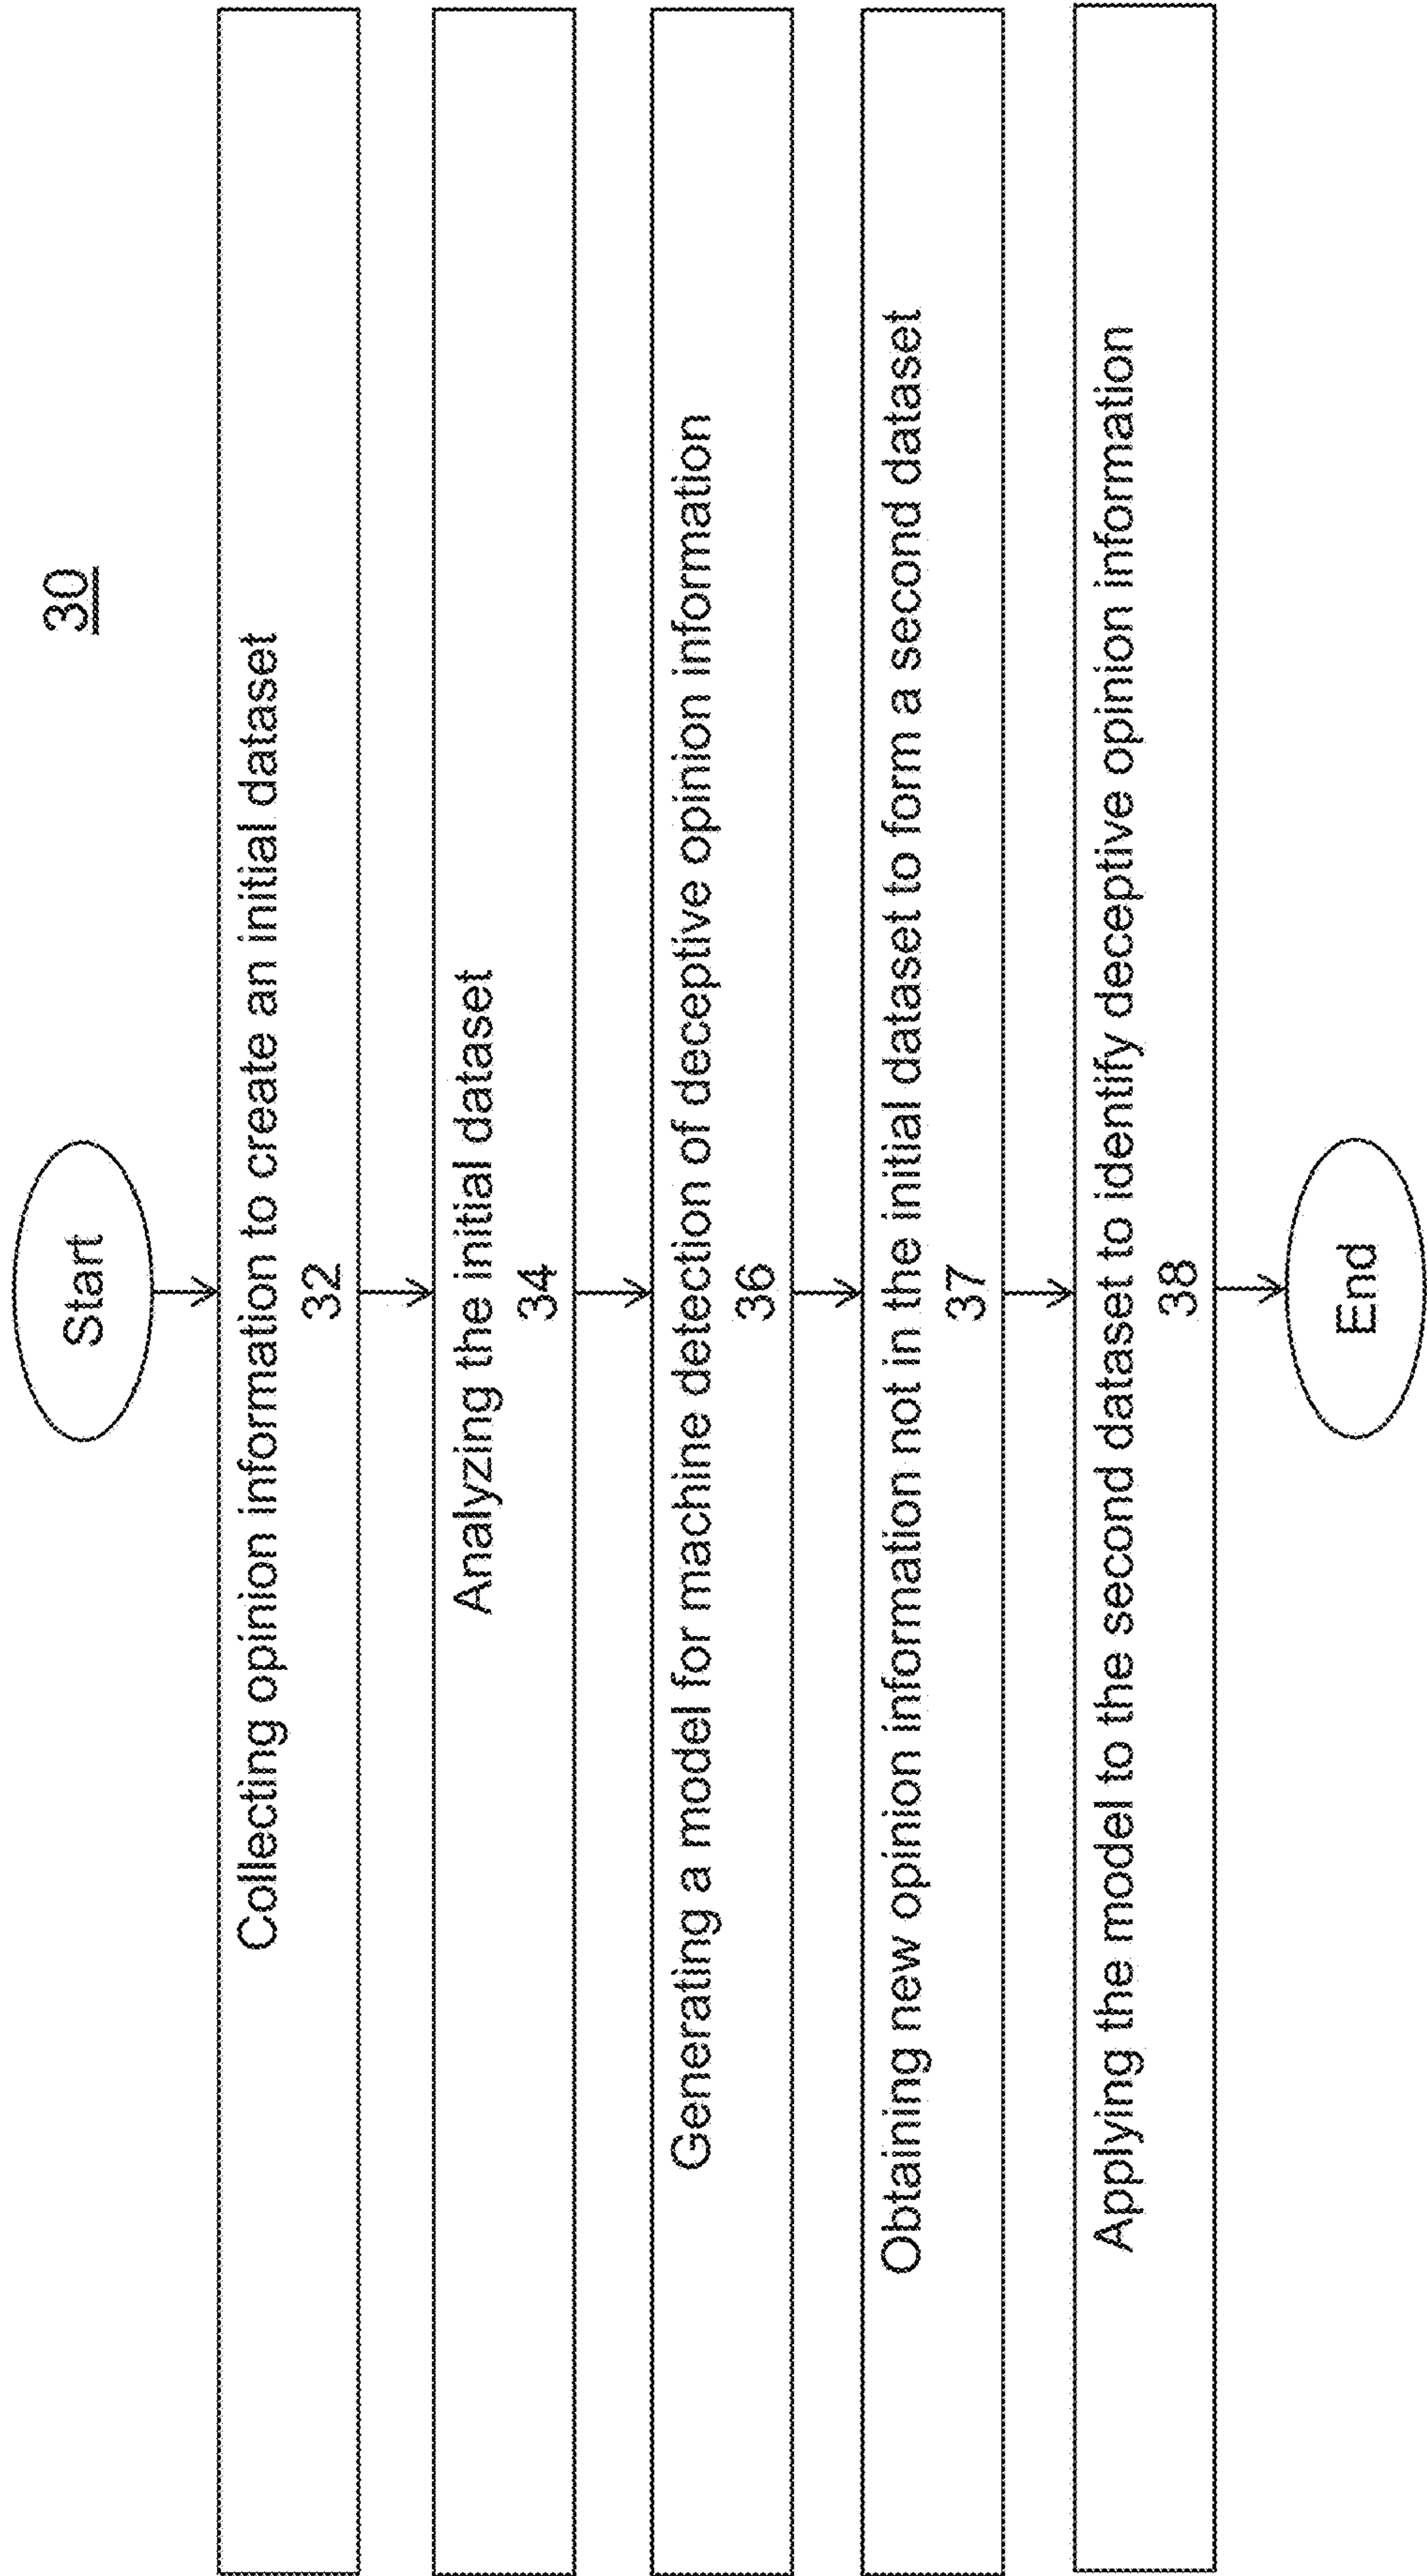 30
Start
Collecting opinion information to create an initial dataset
32
Analyzing the initial dataset
34
Generating a model for machine detection of deceptive opinion information
36
Obtaining new opinion information not in the initial dataset to form a second dataset
37
Applying the model to the second dataset to identify deceptive opinion information
38
End